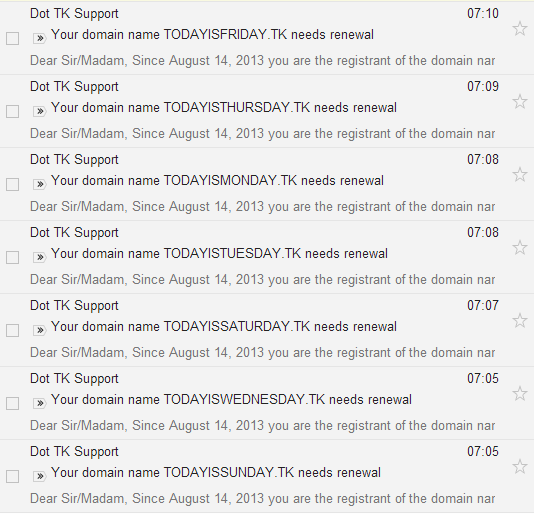 Dot TK Support 07:10
» Your domain name TODAYISFRIDAY.TK needs renewal
Dear Sir/Madam, Since August 14, 2013 you are the registrant of the domain nar
Dot TK Support 07:09
» Your domain name TODAYISTHURSDAY.TK needs renewal
Dear Sir/Madam, Since August 14, 2013 you are the registrant of the domain nar
Dot TK Support 07:08
» Your domain name TODAYISMONDAY.TK needs renewal
Dear Sir/Madam, Since August 14, 2013 you are the registrant of the domain nar
Dot TK Support 07:08
» Your domain name TODAYISTUESDAY.TK needs renewal
Dear Sir/Madam, Since August 14, 2013 you are the registrant of the domain nar
Dot TK Support 07:07
» Your domain name TODAYISSATURDAY.TK needs renewal
Dear Sir/Madam, Since August 14, 2013 you are the registrant of the domain nar
Dot TK Support 07:05
» Your domain name TODAYISWEDNESDAY.TK needs renewal
Dear Sir/Madam, Since August 14, 2013 you are the registrant of the domain nar
Dot TK Support 07:05
» Your domain name TODAYISSUNDAY.TK needs renewal
Dear Sir/Madam, Since August 14, 2013 you are the registrant of the domain nar